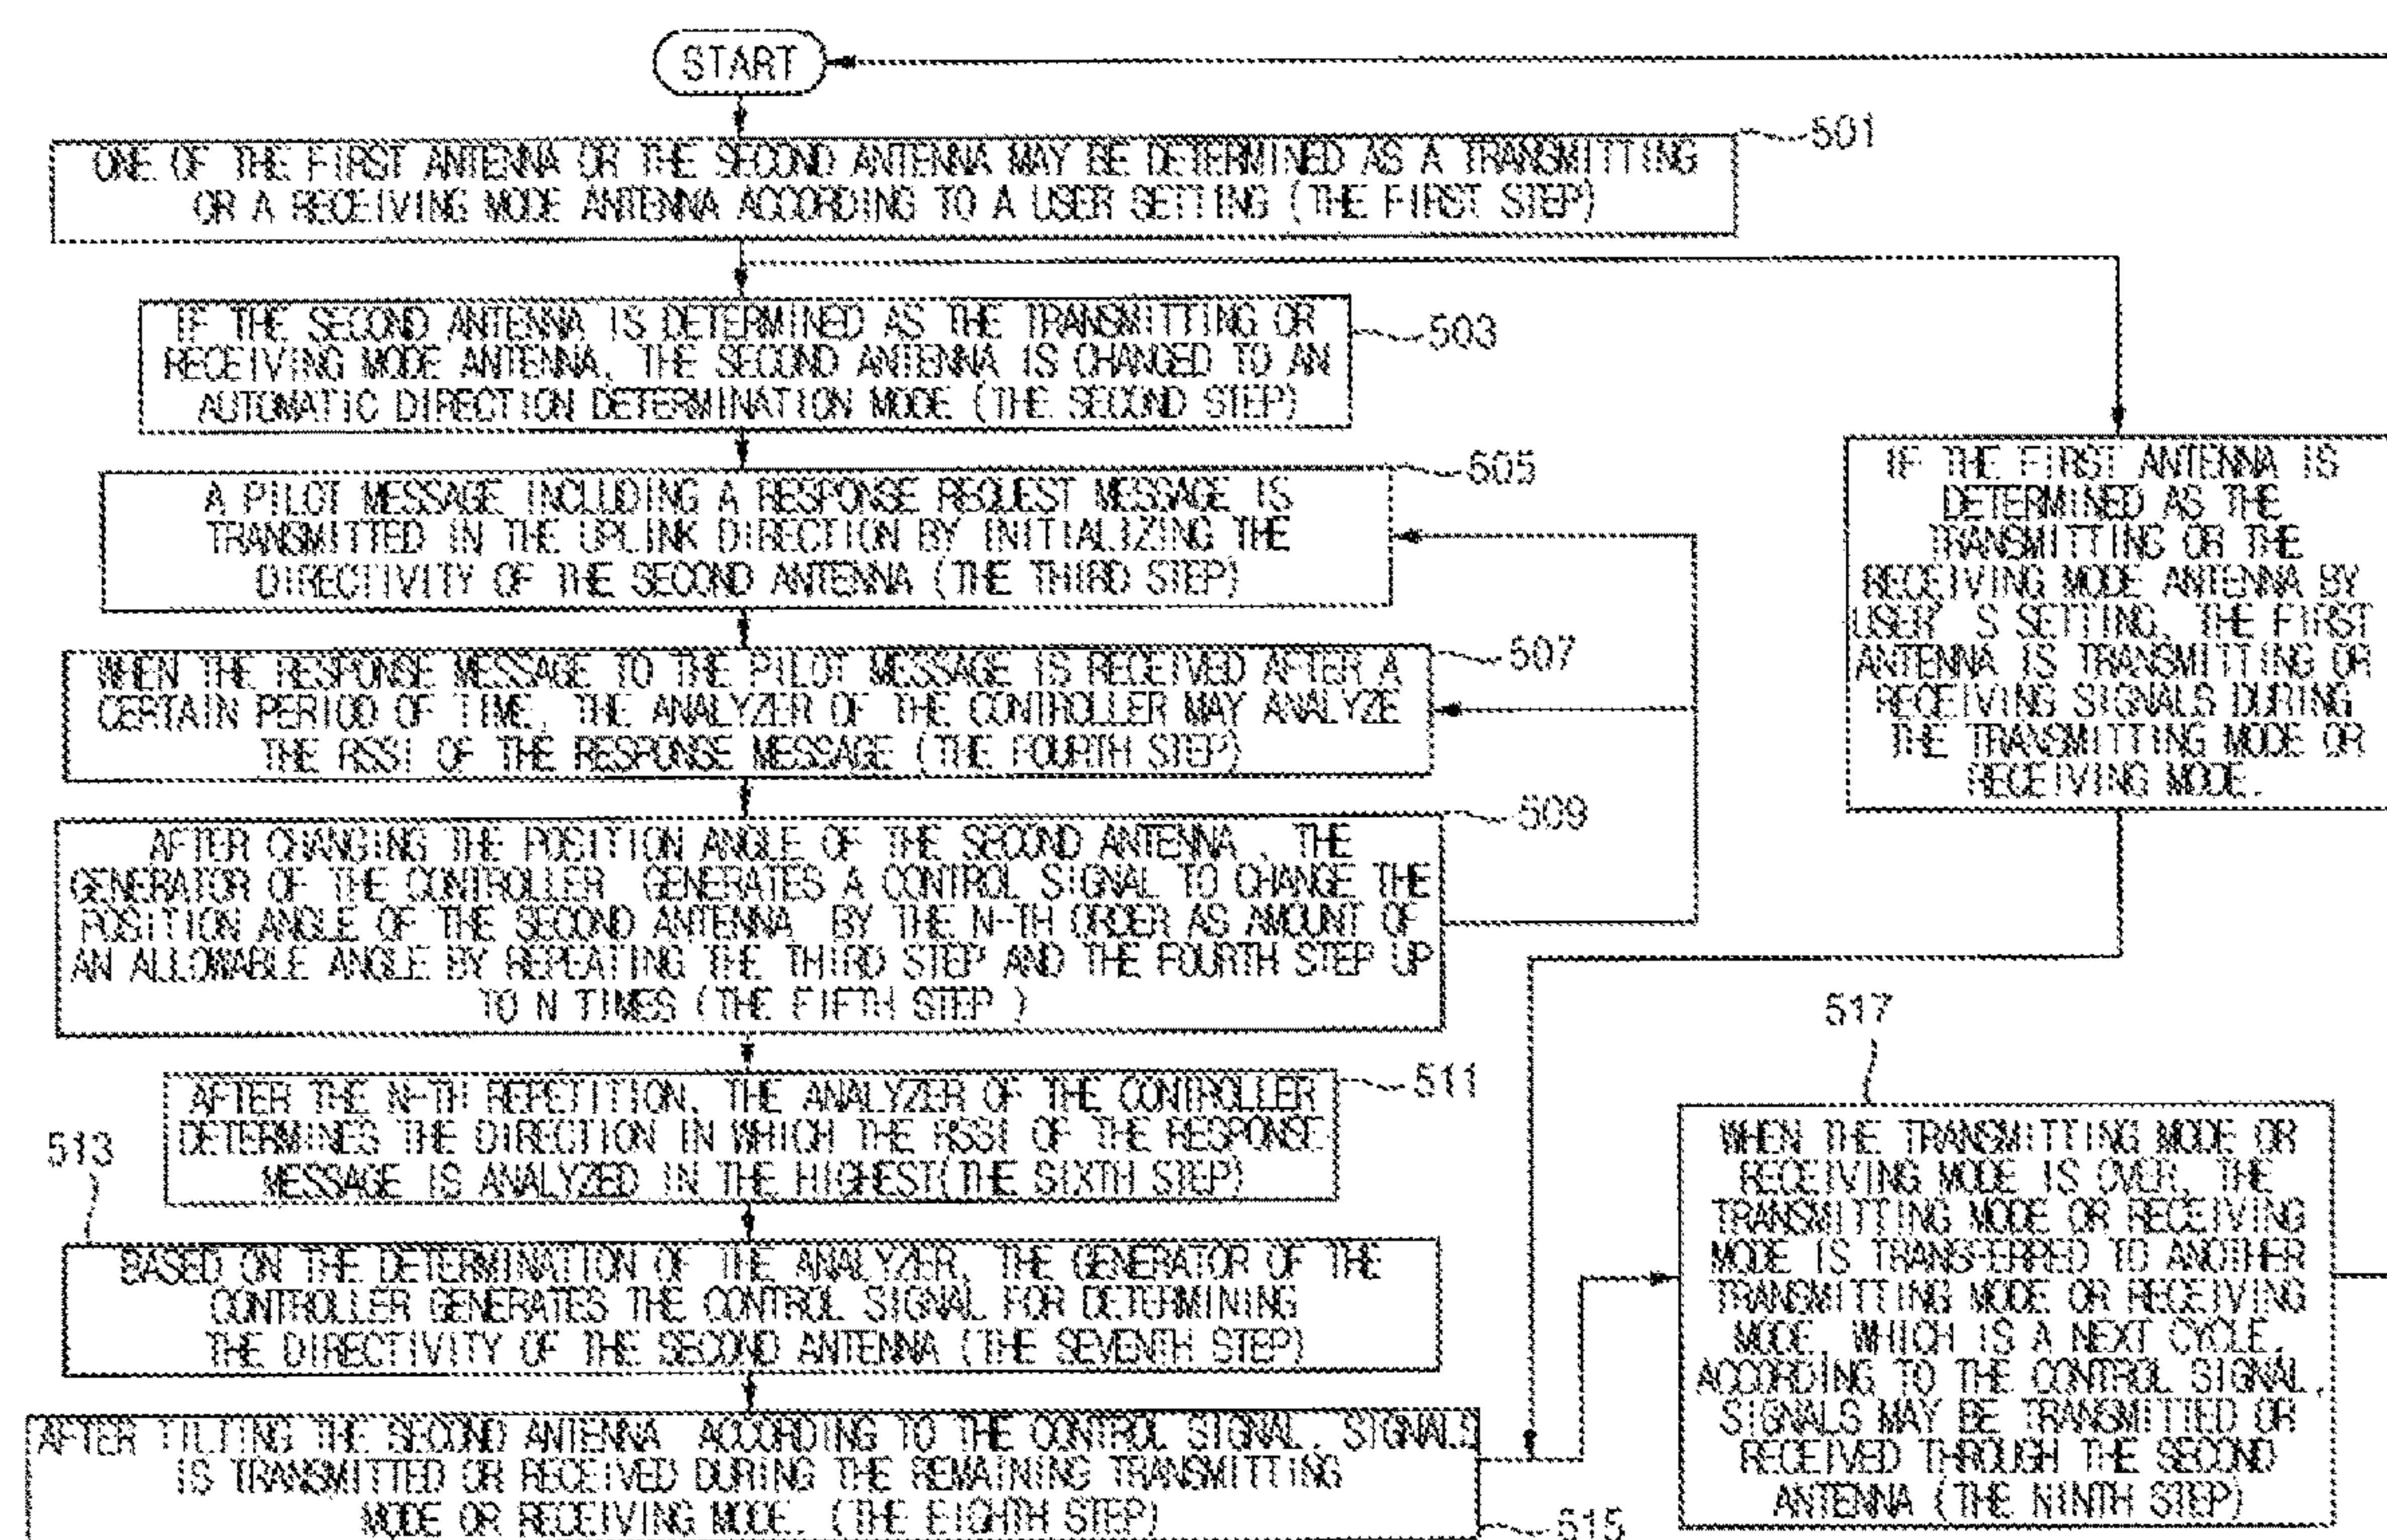 START
501
ONE OF THE FIRST ANTENNA OR THE SECOND ANTENNA MAY BE DETERMINED AS A TRANSMITTING
OR A RECEIVING MODE ANTENNA ACCORDING TO A USER SETTING (THE FIRST STEP)
503
IF THE SECOND ANTENNA IS DETERMINED AS THE TRANSMITTING OR
RECEIVING MODE ANTENNA, THE SECOND ANTENNA IS CHANGED TO AN
AUTOMATIC DIRECTION DETERMINATION MODE (THE SECOND STEP)
505
A PILOT MESSAGE INCLUDING A RESPONSE REQUEST MESSAGE IS
TRANSMITTED IN THE UPLINK DIRECTION BY INITIALIZING THE
DIRECTIVITY OF THE SECOND ANTENNA (THE THIRD STEP)
507
WHEN THE RESPONSE MESSAGE TO THE PILOT MESSAGE IS RECEIVED AFTER A
CERTAIN PERIOD OF TIME, THE ANALYZER OF THE CONTROLLER MAY ANALYZE
THE RSSI OF THE RESPONSE MESSAGE (THE FOURTH STEP)
509
AFTER CHANGING THE POSITION ANGLE OF THE SECOND ANTENNA , THE
GENERATOR OF THE CONTROLLER GENERATES A CONTROL SIGNAL TO CHANGE THE
POSITION ANGLE OF THE SECOND ANTENNA BY THE N-TH ORDER AS AMOUNT OF
AN ALLOWABLE ANGLE BY REPEATING THE THIRD STEP AND THE FOURTH STEP UP
TO N TIMES (THE FIFTH STEP )
511
AFTER THE N-TH REPETITION, THE ANALYZER OF THE CONTROLLER
DETERMINES THE DIRECTION IN WHICH THE RSSI OF THE RESPONSE
MESSAGE IS ANALYZED IN THE HIGHEST(THE SIXTH STEP)
513
BASED ON THE DETERMINATION OF THE ANALYZER, THE GENERATOR OF THE
CONTROLLER GENERATES THE CONTROL SIGNAL FOR DETERMINING
THE DIRECTIVITY OF THE SECOND ANTENNA (THE SEVENTH STEP)
AFTER TILTING THE SECOND ANTENNA ACCORDING TO THE CONTROL SIGNAL, SIGNALS
IS TRANSMITTED OR RECEIVED DURING THE REMAINING TRANSMITTING
MODE OR RECEIVING MODE. (THE EIGHTH STEP)
515
IF THE FIRST ANTENNA IS
DETERMINED AS THE
TRANSMITTING OR THE
RECEIVING MODE ANTENNA BY
USER' S SETTING, THE FIRST
ANTENNA IS TRANSMITTING OR
RECEIVING SIGNALS DURING
THE TRANSMITTING MODE OR
RECEIVING MODE.
517
WHEN THE TRANSMITTING MODE OR
RECEIVING MODE IS OVER, THE
TRANSMITTING MODE OR RECEIVING
MODE IS TRANSFERRED TO ANOTHER
TRANSMITTING MODE OR RECEIVING
MODE, WHICH IS A NEXT CYCLE,
ACCORDING TO THE CONTROL SIGNAL,
SIGNALS MAY BE TRANSMITTED OR
RECEIVED THROUGH THE SECOND
ANTENNA (THE NINTH STEP)